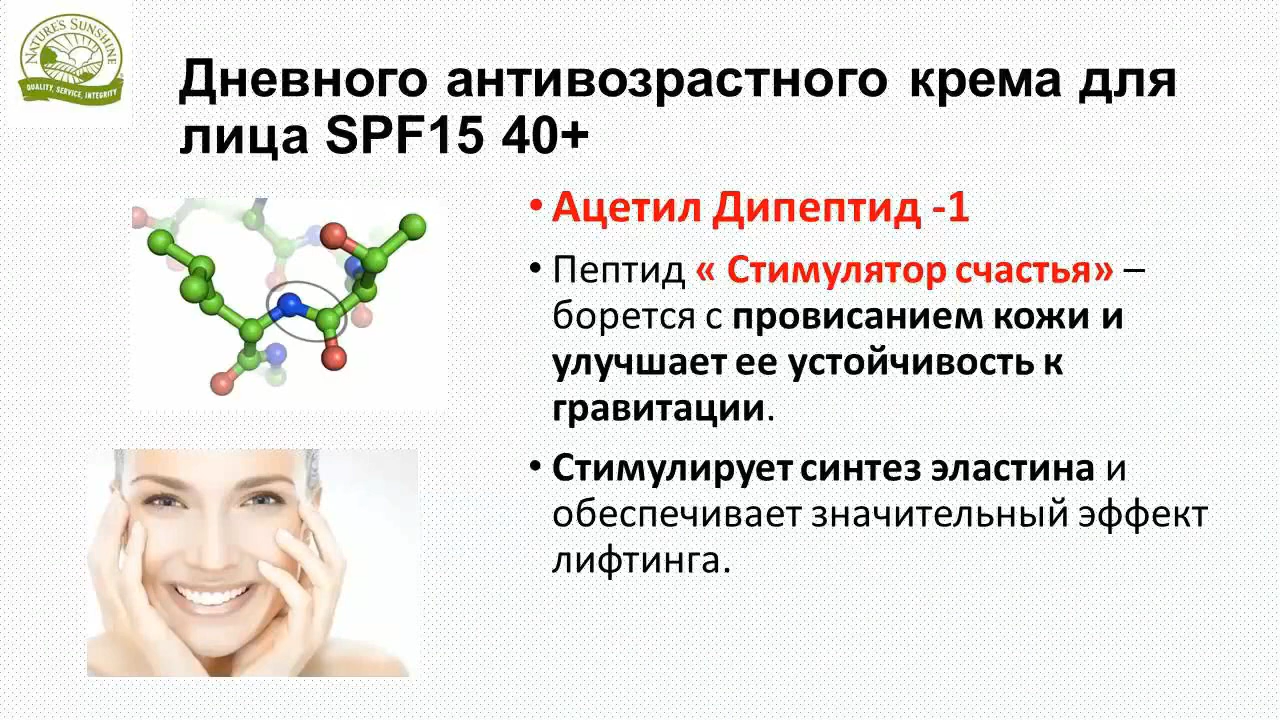 NATURE'S SUNSHINE
QUALITY, SERVICE, INTEGRITY
Дневного антивозрастного крема для
лица SPF15 40+
• Ацетил Дипептид -1
• Пептид « Стимулятор счастья» –
борется с провисанием кожи и
улучшает ее устойчивость к
гравитации.
• Стимулирует синтез эластина и
обеспечивает значительный эффект
лифтинга.